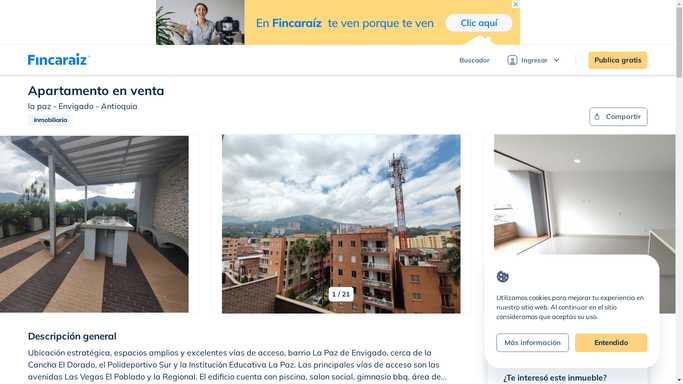 En Fincaraíz te ven porque te ven
Clic aquí
Fincaraíz
Buscador
Ingresar
Publica gratis
Apartamento en venta
la paz - Envigado - Antioquia
Inmobiliaria
Compartir
1 / 21
Utilizamos cookies para mejorar tu experiencia en
nuestro sitio web. Al continuar en el sitio
consideramos que aceptas su uso.
Más información
Entendido
Descripción general
Ubicación estratégica, espacios amplios y excelentes vías de acceso, barrio La Paz de Envigado, cerca de la
Cancha El Dorado, el Polideportivo Sur y la Institución Educativa La Paz. Las principales vías de acceso son las
avenidas Las Vegas El Poblado y la Regional. El edificio cuenta con piscina, salon social, gimnasio bbq, área de...
¿Te interesó este inmueble?